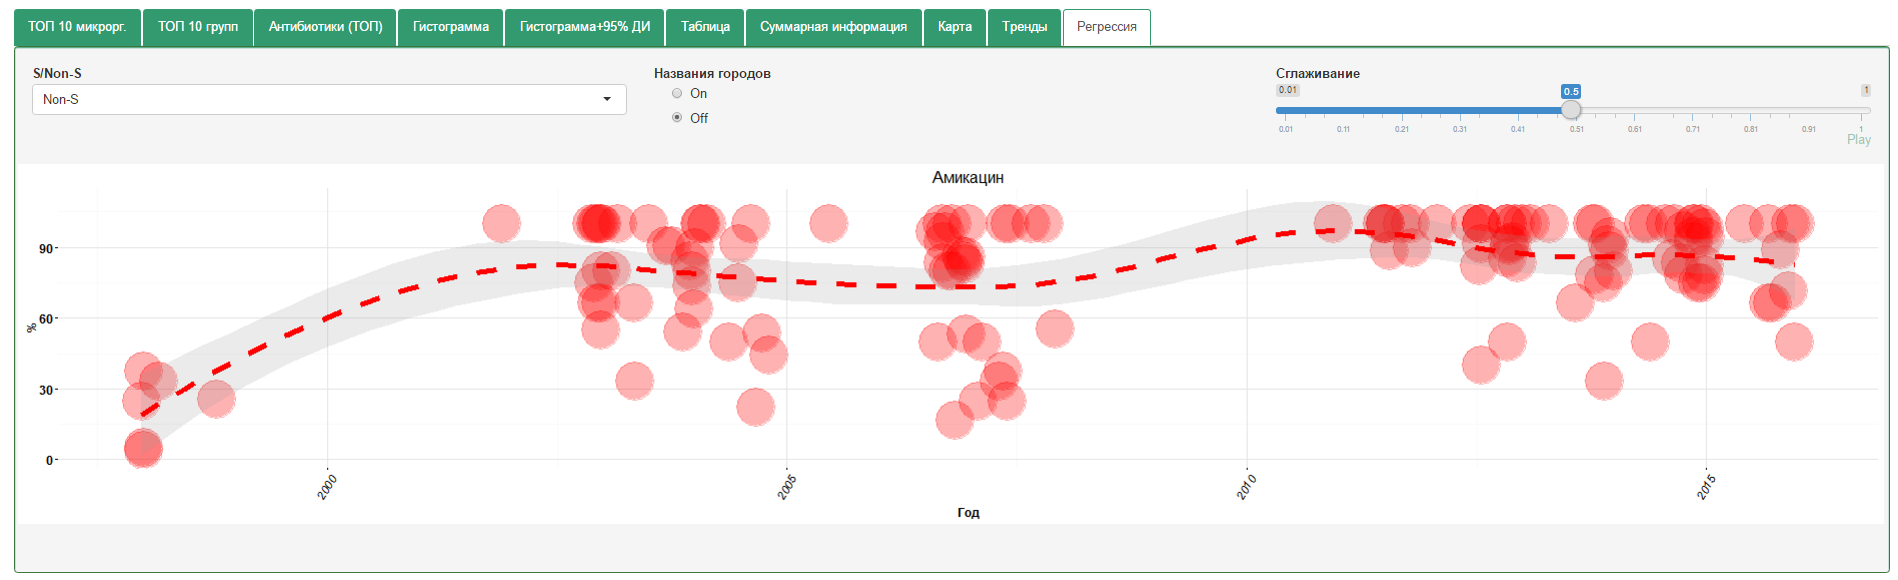 ТОП 10 микрорг. ТОП 10 групп Антибиотики (ТОП) Гистограмма Гистограмма+95% ДИ Таблица Суммарная информация Карта Тренды Регрессия
S/Non-S
Non-S
Названия городов
On
Off
Сглаживание
0.01 0.5 1
0.01 0.11 0.21 0.31 0.41 0.51 0.61 0.71 0.81 0.91 1
Play
Амикацин
90
60
%
30
0
2000 2005 2010 2015
Год